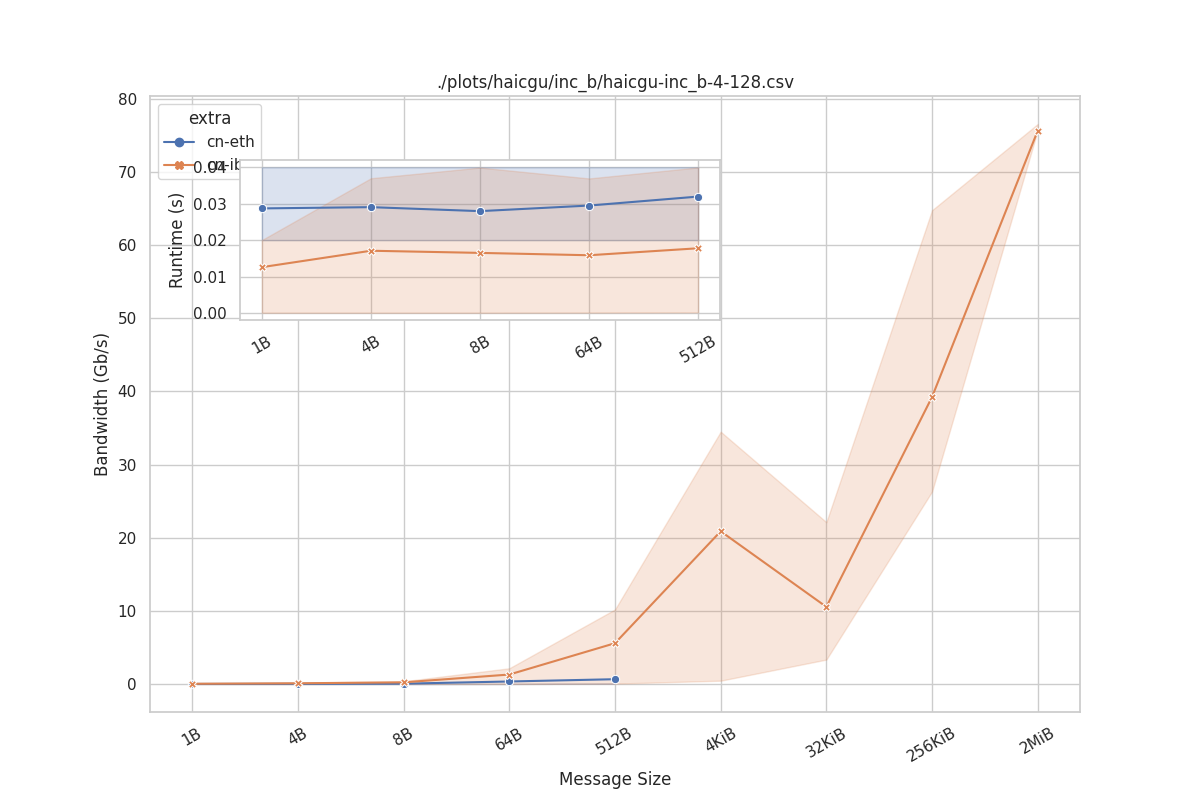 ./plots/haicgu/inc_b/haicgu-inc_b-4-128.csv
80
70
60
50
40
30
20
10
0
Bandwidth (Gb/s)
extra
cn-eth
cn-ib
0.04
0.03
0.02
0.01
0.00
Runtime (s)
1B
4B
8B
64B
512B
1B
4B
8B
64B
512B
4KiB
32KiB
256KiB
2MiB
Message Size